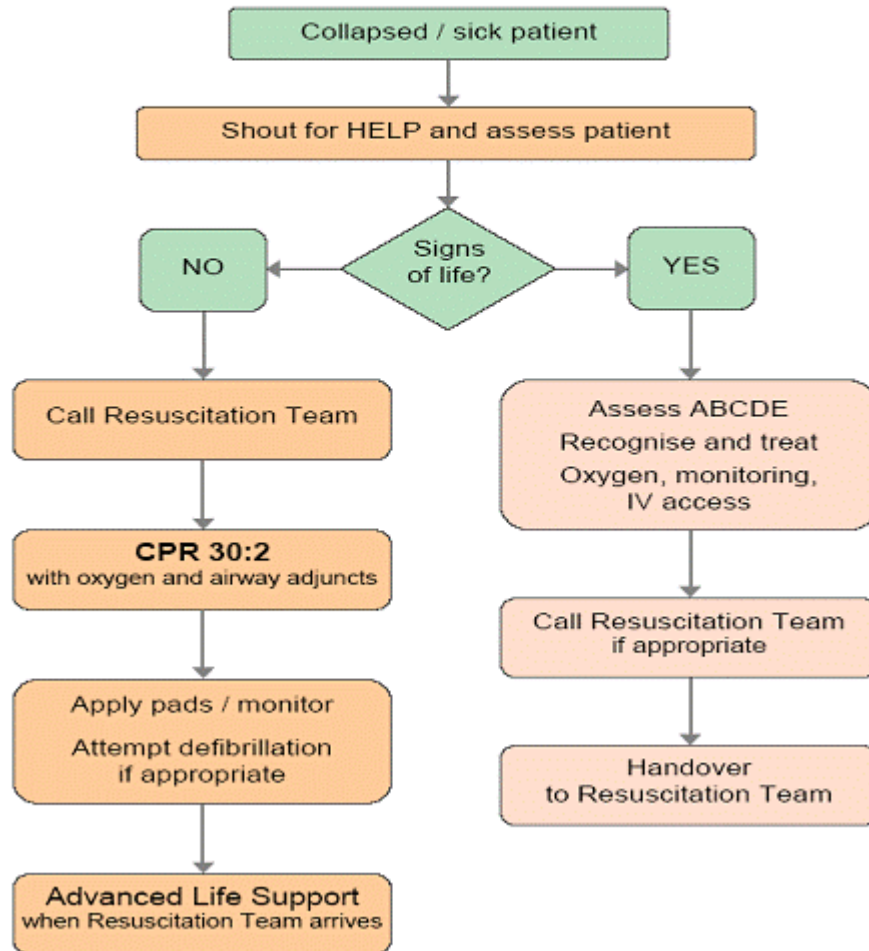 Collapsed / sick patient
Shout for HELP and assess patient
Signs
of life?
NO
YES
Call Resuscitation Team
CPR 30:2
with oxygen and airway adjuncts
Apply pads / monitor
Attempt defibrillation
if appropriate
Advanced Life Support
when Resuscitation Team arrives
Assess ABCDE
Recognise and treat
Oxygen, monitoring,
IV access
Call Resuscitation Team
if appropriate
Handover
to Resuscitation Team